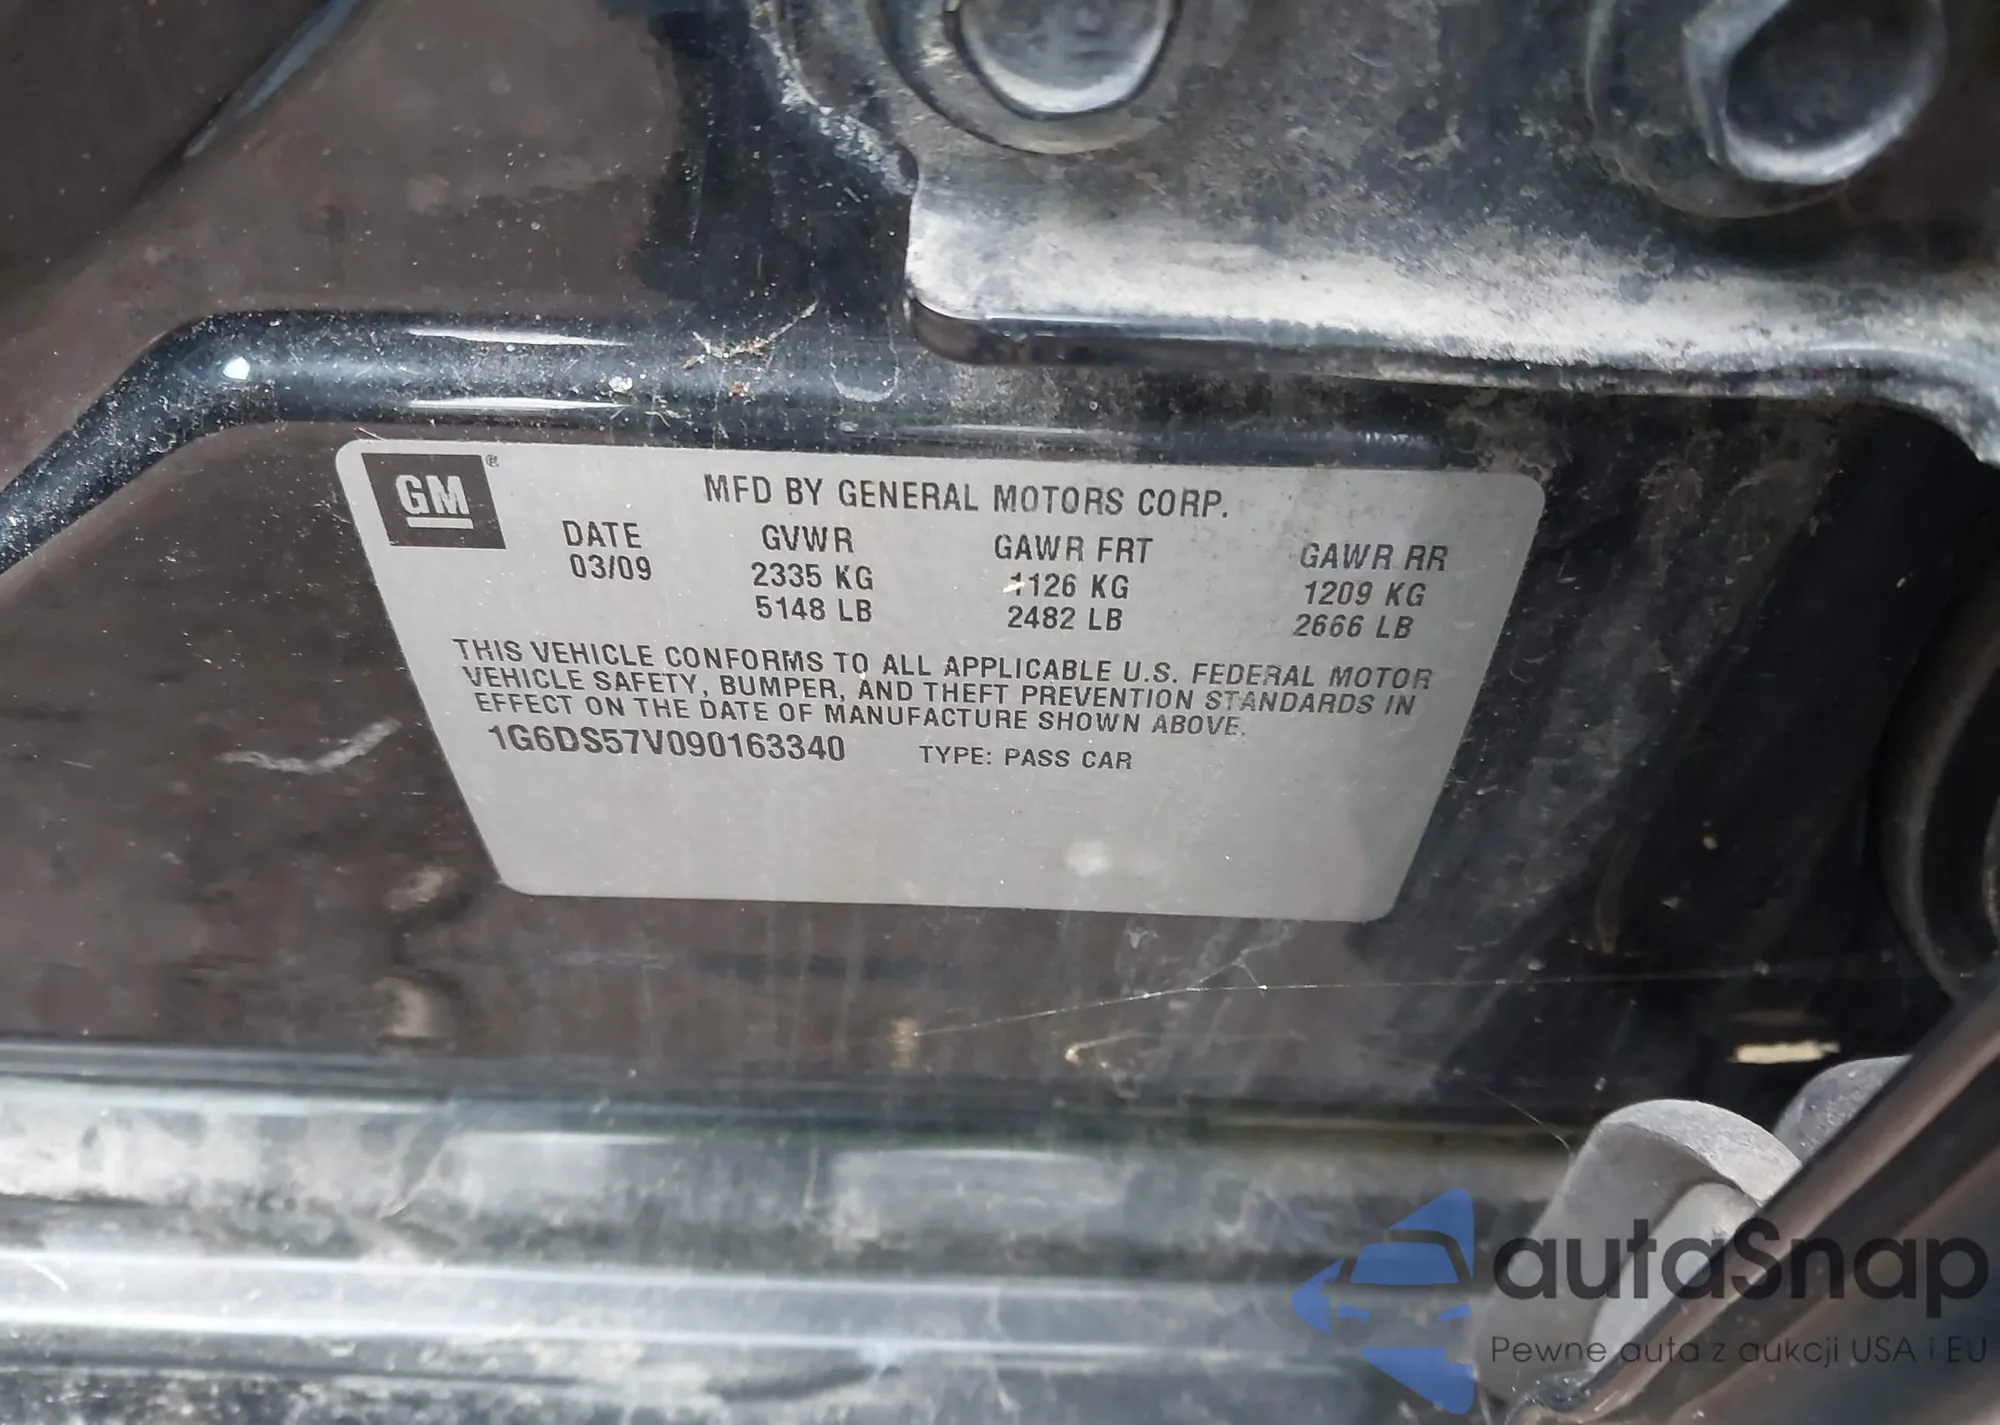 GM®
MFD BY GENERAL MOTORS CORP.
DATE GVWR GAWR FRT GAWR RR
03/09 2335 KG 1126 KG 1209 KG
5148 LB 2482 LB 2666 LB
THIS VEHICLE CONFORMS TO ALL APPLICABLE U.S. FEDERAL MOTOR
VEHICLE SAFETY, BUMPER, AND THEFT PREVENTION STANDARDS IN
EFFECT ON THE DATE OF MANUFACTURE SHOWN ABOVE.
1G6DS57V090163340 TYPE: PASS CAR
autaSnap
Pewne auta z aukcji USA i EU